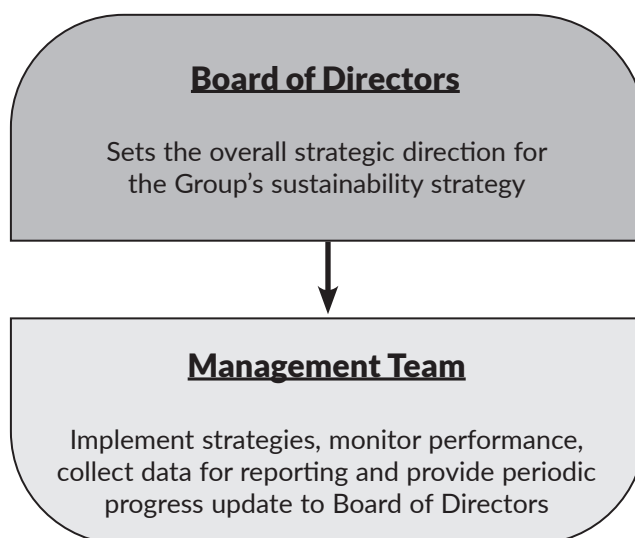 Board of Directors
Sets the overall strategic direction for
the Group’s sustainability strategy
Management Team
Implement strategies, monitor performance,
collect data for reporting and provide periodic
progress update to Board of Directors